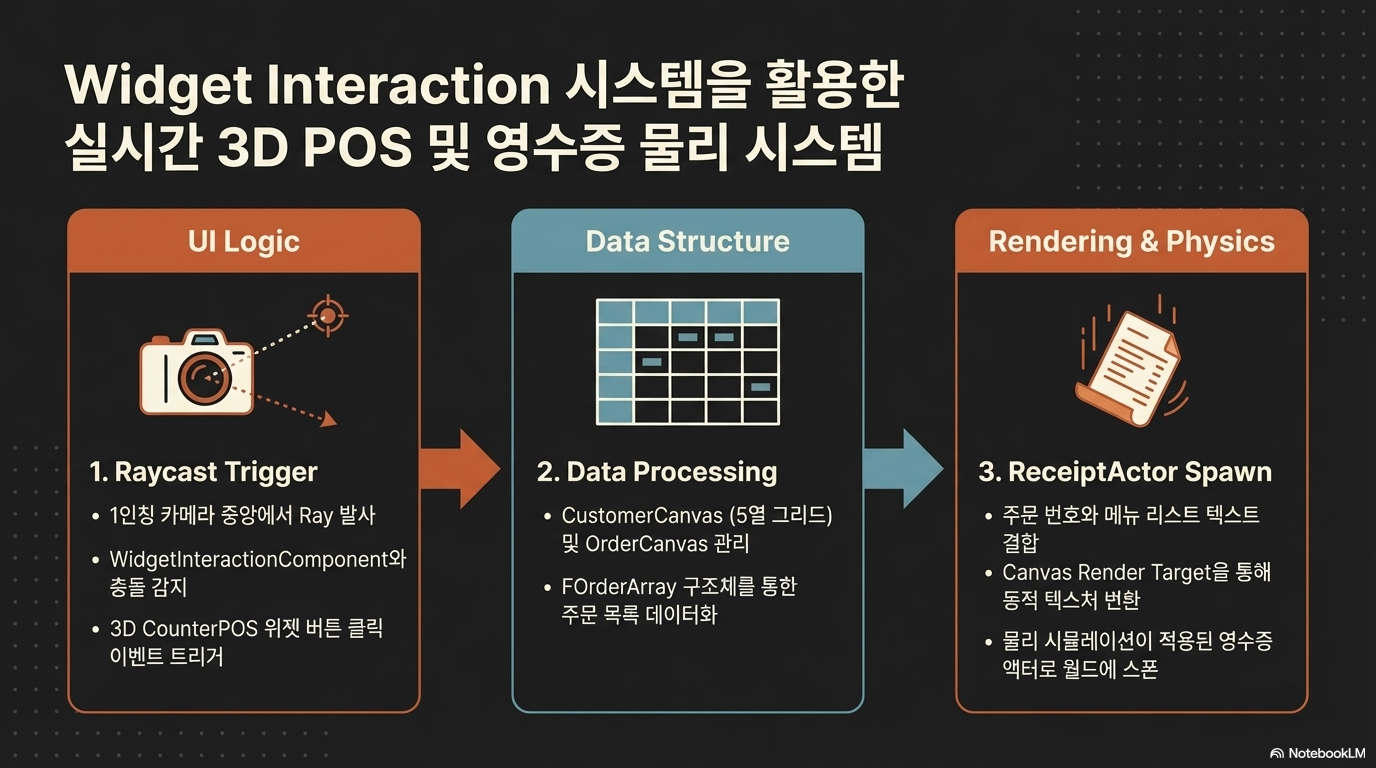 Widget Interaction 시스템을 활용한
실시간 3D POS 및 영수증 물리 시스템
UI Logic
1. Raycast Trigger
• 1인칭 카메라 중앙에서 Ray 발사
• WidgetInteractionComponent와
충돌 감지
• 3D CounterPOS 위젯 버튼 클릭
이벤트 트리거
Data Structure
2. Data Processing
• CustomerCanvas (5열 그리드)
및 OrderCanvas 관리
• FOrderArray 구조체를 통한
주문 목록 데이터화
Rendering & Physics
3. ReceiptActor Spawn
• 주문 번호와 메뉴 리스트 텍스트
결합
• Canvas Render Target을 통해
동적 텍스처 변환
• 물리 시뮬레이션이 적용된 영수증
액터로 월드에 스폰
NotebookLM